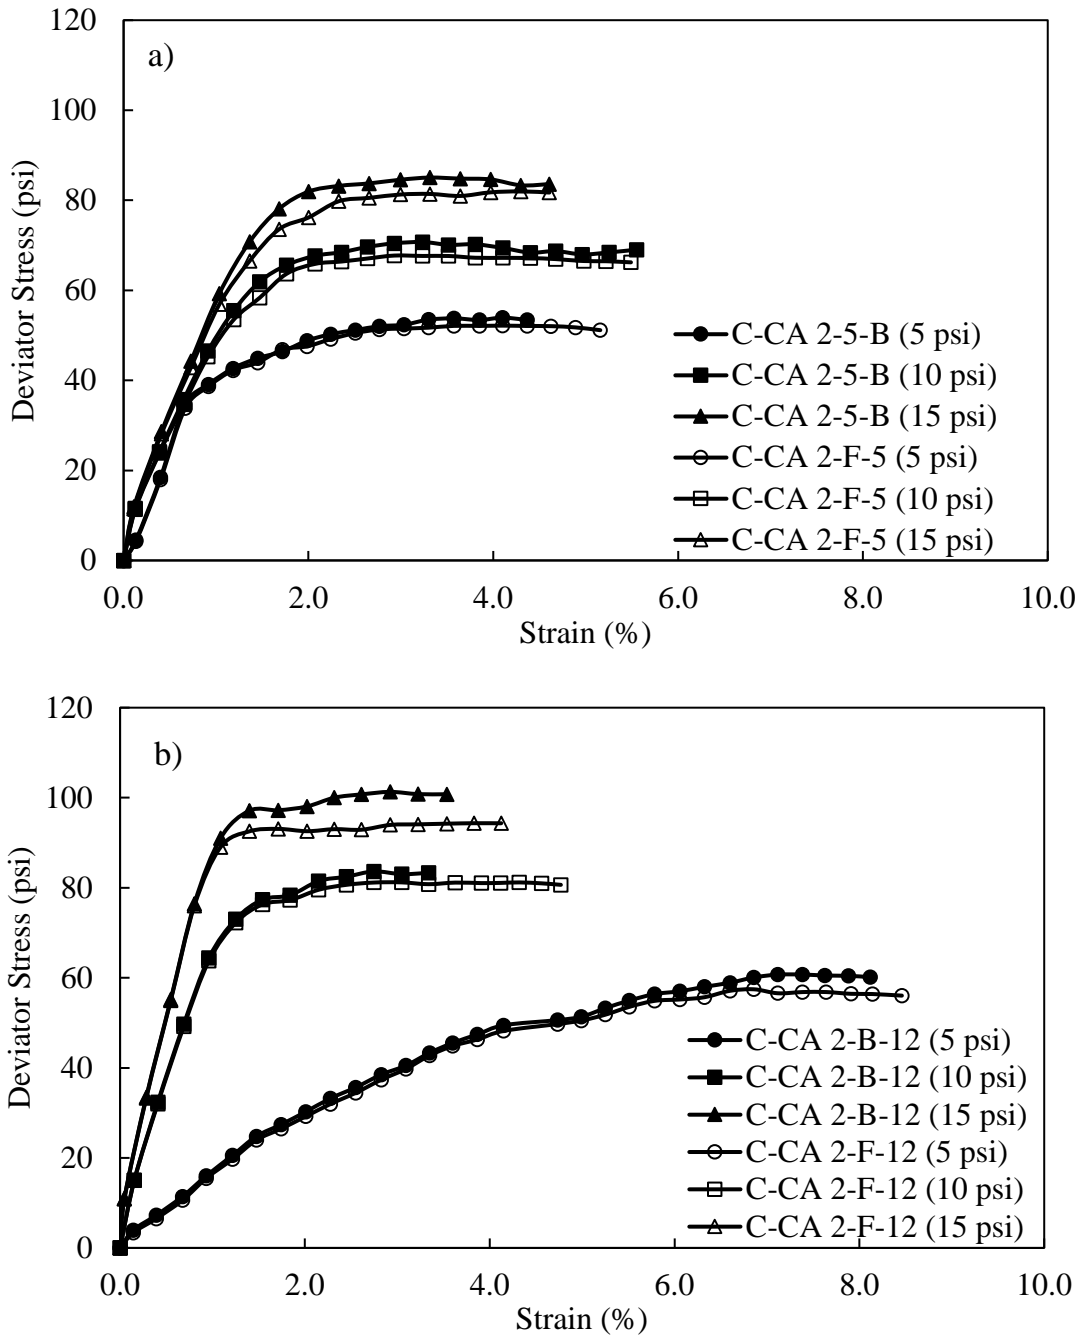 120
a)
100
80
60
40
20
0
Deviator Stress (psi)
C-CA 2-5-B (5 psi)
C-CA 2-5-B (10 psi)
C-CA 2-5-B (15 psi)
C-CA 2-F-5 (5 psi)
C-CA 2-F-5 (10 psi)
C-CA 2-F-5 (15 psi)
0.0 2.0 4.0 6.0 8.0 10.0
Strain (%)
120
b)
100
80
60
40
20
0
Deviator Stress (psi)
C-CA 2-B-12 (5 psi)
C-CA 2-B-12 (10 psi)
C-CA 2-B-12 (15 psi)
C-CA 2-F-12 (5 psi)
C-CA 2-F-12 (10 psi)
C-CA 2-F-12 (15 psi)
0.0 2.0 4.0 6.0 8.0 10.0
Strain (%)